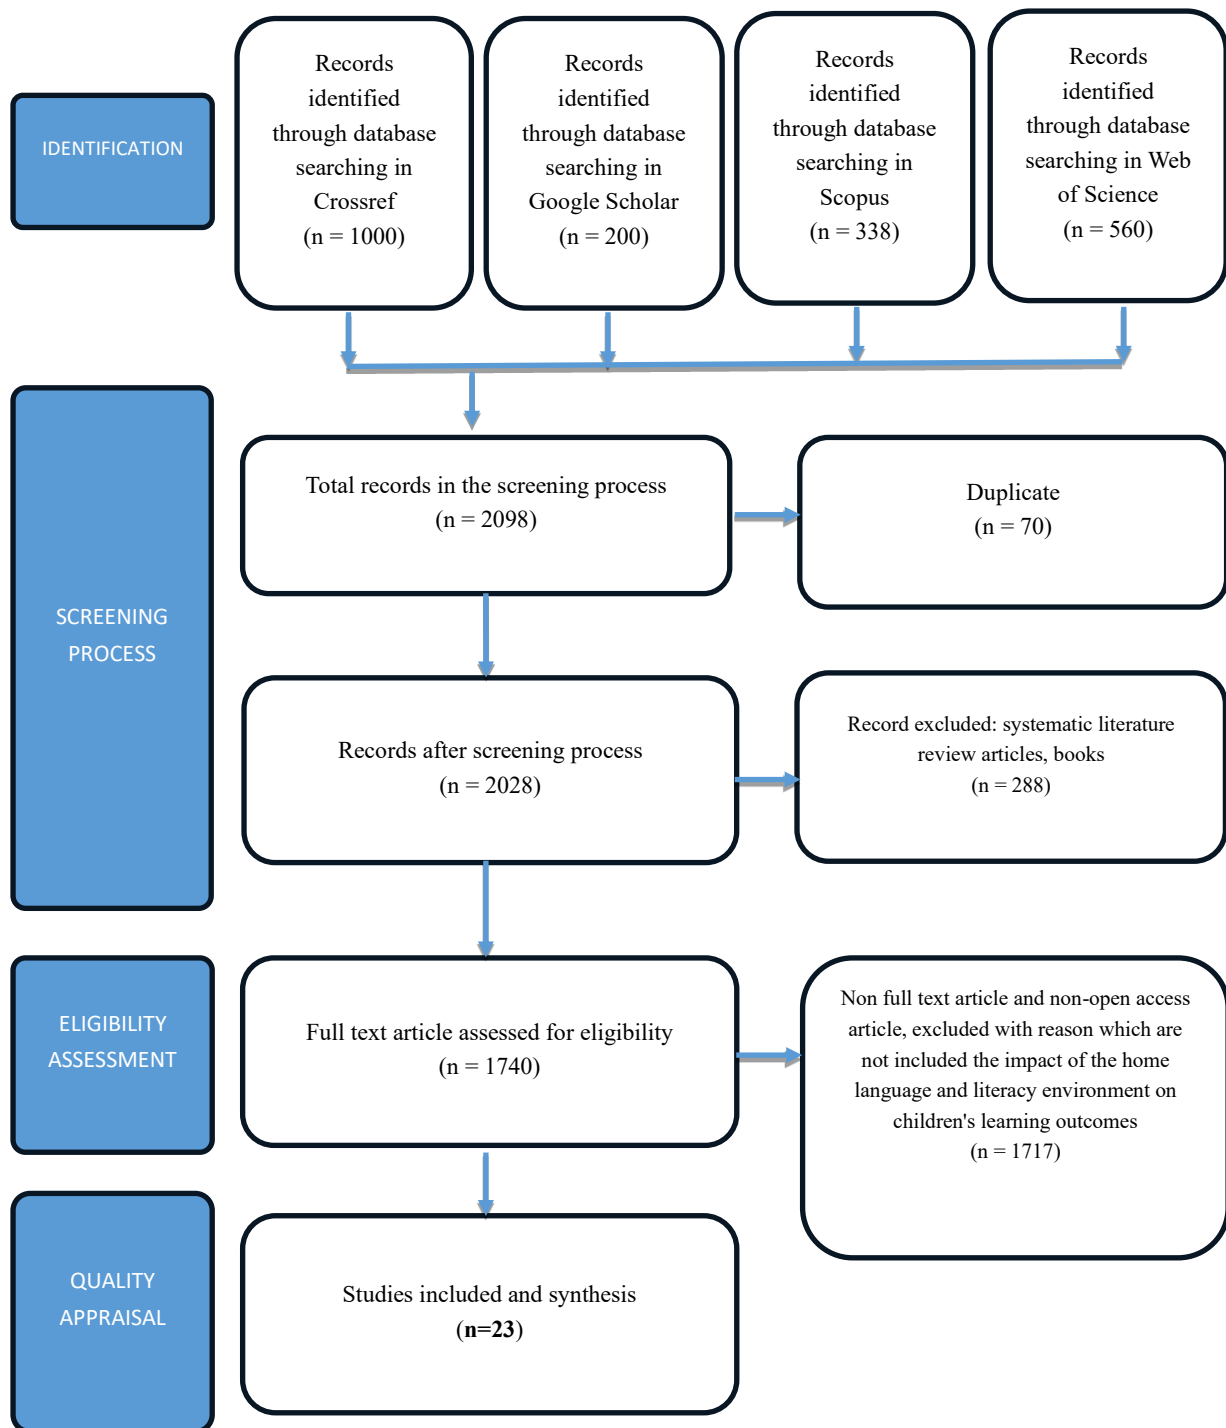 IDENTIFICATION
Records
identified
through database
searching in
Crossref
(n = 1000)
Records
identified
through database
searching in
Google Scholar
(n = 200)
Records
identified
through database
searching in
Scopus
(n = 338)
Records
identified
through database
searching in Web
of Science
(n = 560)
SCREENING
PROCESS
Total records in the screening process
(n = 2098)
Duplicate
(n = 70)
Records after screening process
(n = 2028)
Record excluded: systematic literature
review articles, books
(n = 288)
ELIGIBILITY
ASSESSMENT
Full text article assessed for eligibility
(n = 1740)
Non full text article and non-open access
article, excluded with reason which are
not included the impact of the home
language and literacy environment on
children's learning outcomes
(n = 1717)
QUALITY
APPRAISAL
Studies included and synthesis
(n=23)